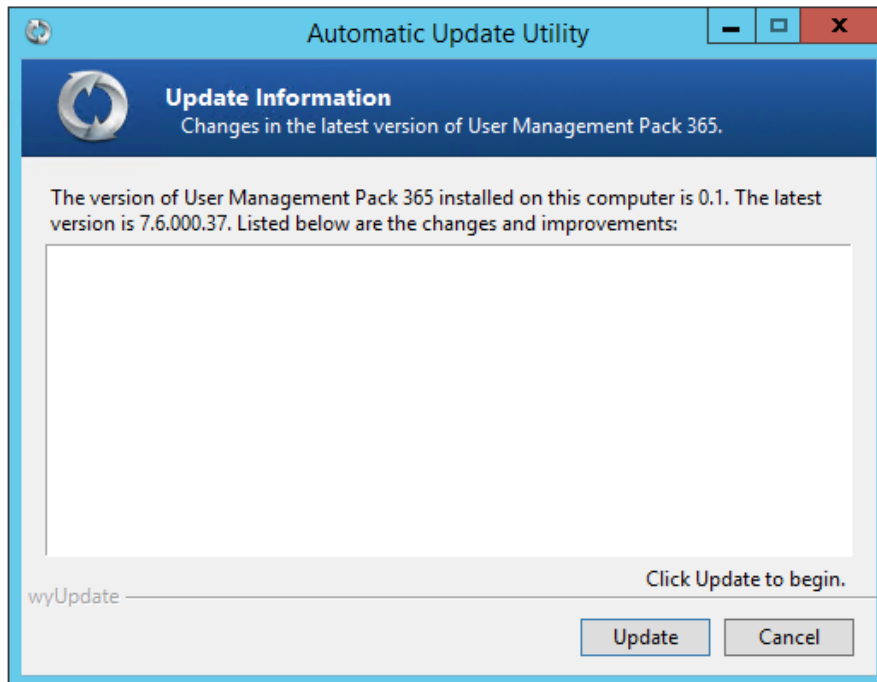 Automatic Update Utility
Update Information
Changes in the latest version of User Management Pack 365.
The version of User Management Pack 365 installed on this computer is 0.1. The latest
version is 7.6.000.37. Listed below are the changes and improvements:
Click Update to begin.
wyUpdate
Update Cancel